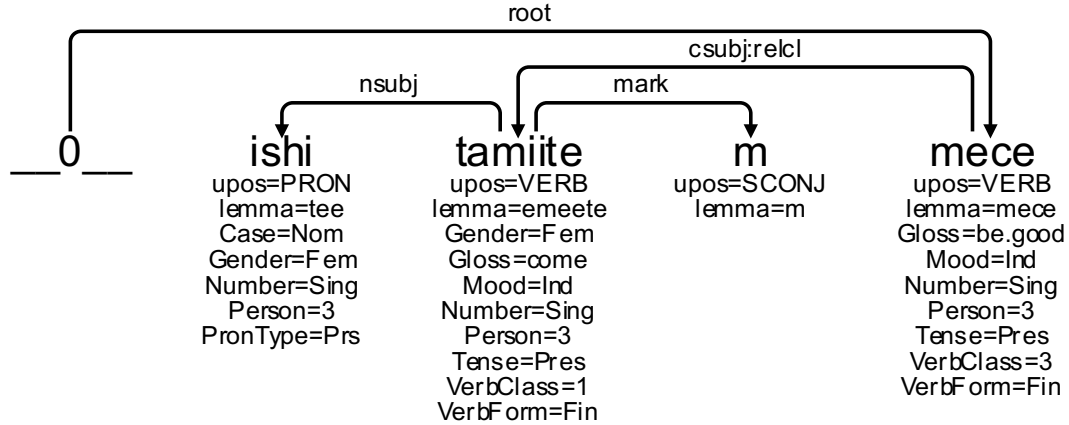 root
csubj:relcl
nsubj mark
__0__ ishi tamiite m mece
upos=PRON upos=VERB upos=SCONJ upos=VERB
lemma=tee lemma=emeete lemma=m lemma=mece
Case=Nom Gender=Fem Gloss=be.good
Gender=Fem Gloss=come Mood=Ind
Number=Sing Mood=Ind Number=Sing
Person=3 Number=Sing Person=3
PronType=Prs Person=3 Tense=Pres
Tense=Pres VerbClass=3
VerbClass=1 VerbForm=Fin
VerbForm=Fin